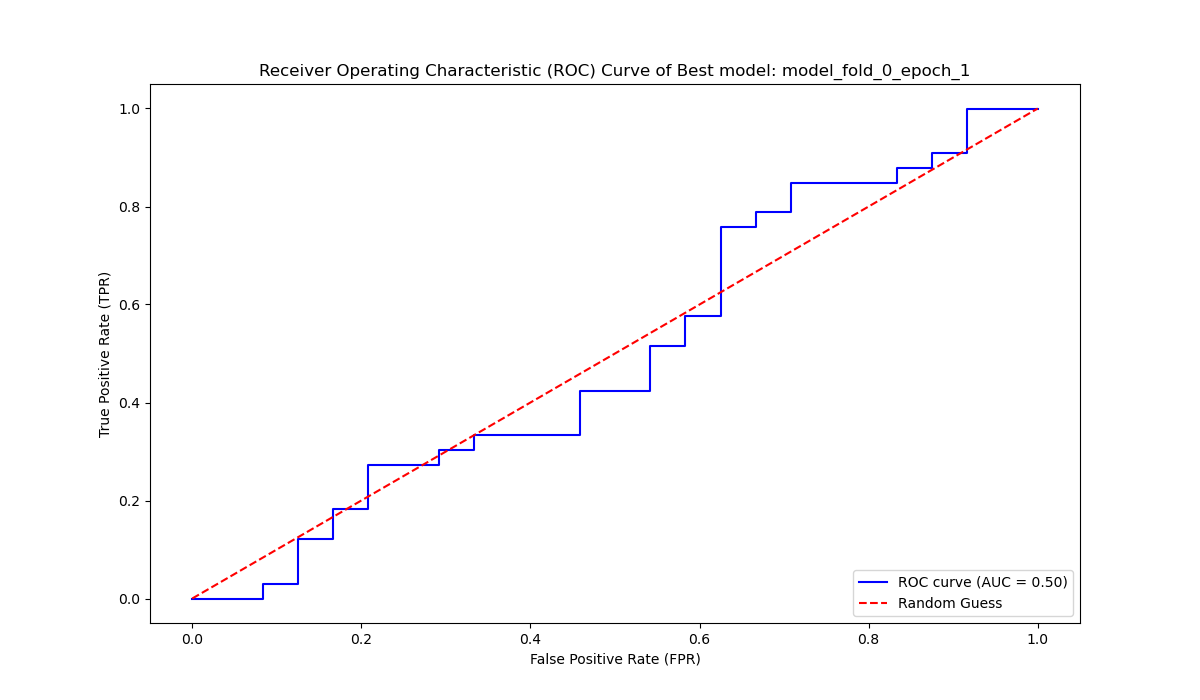 Receiver Operating Characteristic (ROC) Curve of Best model: model_fold_0_epoch_1
True Positive Rate (TPR)
1.0
0.8
0.6
0.4
0.2
0.0
ROC curve (AUC = 0.50)
Random Guess
0.0 0.2 0.4 0.6 0.8 1.0
False Positive Rate (FPR)